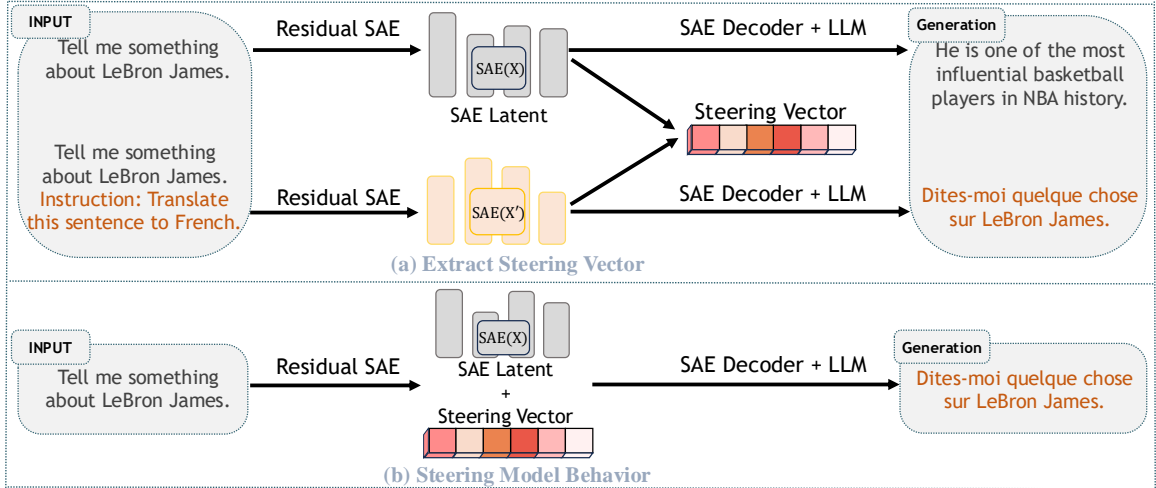 INPUT
Tell me something
about LeBron James.
Residual SAE
SAE(X)
SAE Latent
SAE Decoder + LLM
Generation
He is one of the most
influential basketball
players in NBA history.
Steering Vector
Tell me something
about LeBron James.
Instruction: Translate
this sentence to French.
Residual SAE
SAE(X′)
SAE Decoder + LLM
Dites-moi quelque chose
sur LeBron James.
(a) Extract Steering Vector
INPUT
Tell me something
about LeBron James.
Residual SAE
SAE(X)
SAE Latent
+
Steering Vector
SAE Decoder + LLM
Generation
Dites-moi quelque chose
sur LeBron James.
(b) Steering Model Behavior